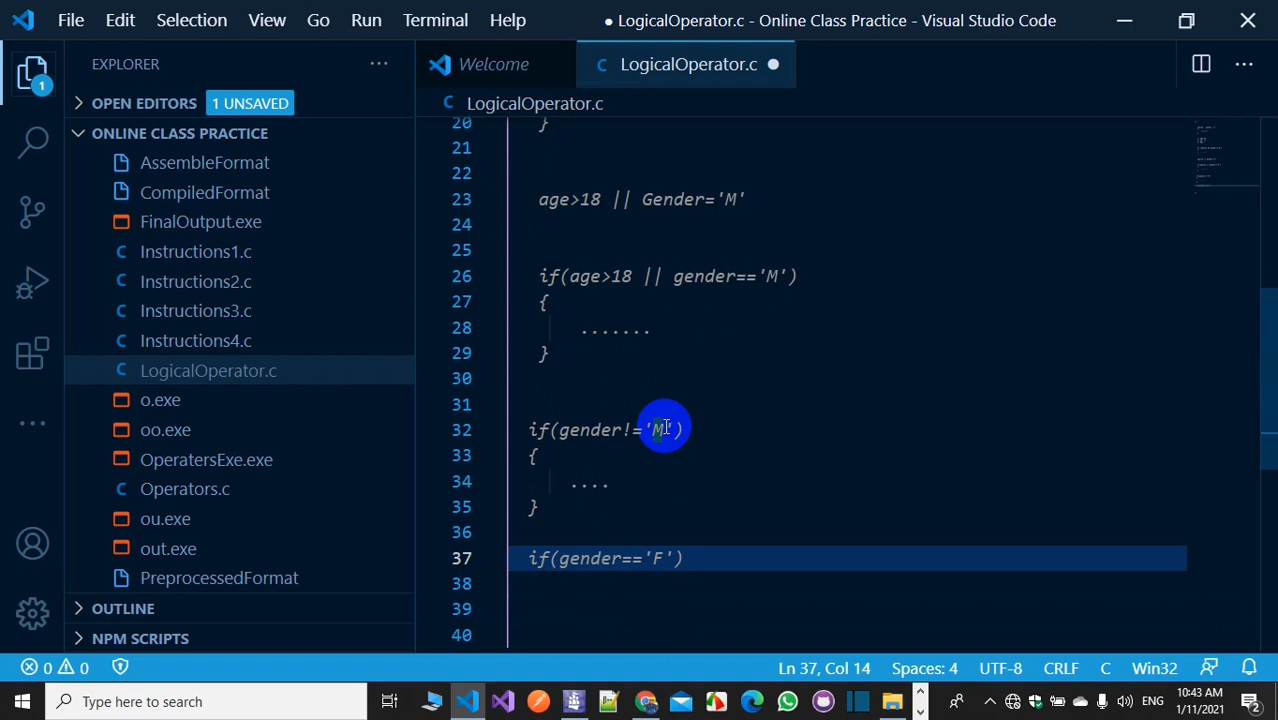 File Edit Selection View Go Run Terminal Help ● LogicalOperator.c - Online Class Practice - Visual Studio Code
EXPLORER ···
OPEN EDITORS 1 UNSAVED
ONLINE CLASS PRACTICE
AssembleFormat
CompiledFormat
FinalOutput.exe
C Instructions1.c
C Instructions2.c
C Instructions3.c
C Instructions4.c
C LogicalOperator.c
o.exe
oo.exe
OperatersExe.exe
C Operators.c
ou.exe
out.exe
PreprocessedFormat
OUTLINE
NPM SCRIPTS
1
Welcome C LogicalOperator.c ●
C LogicalOperator.c
20 }
21
22
23 age>18 || Gender='M'
24
25
26 if(age>18 || gender=='M')
27 {
28 .......
29 }
30
31
32 if(gender!='M')
33 {
34 ....
35 }
36
37 if(gender=='F')
38
39
40
0 0 Ln 37, Col 14 Spaces: 4 UTF-8 CRLF C Win32
Type here to search ENG 10:43 AM
1/11/2021 2